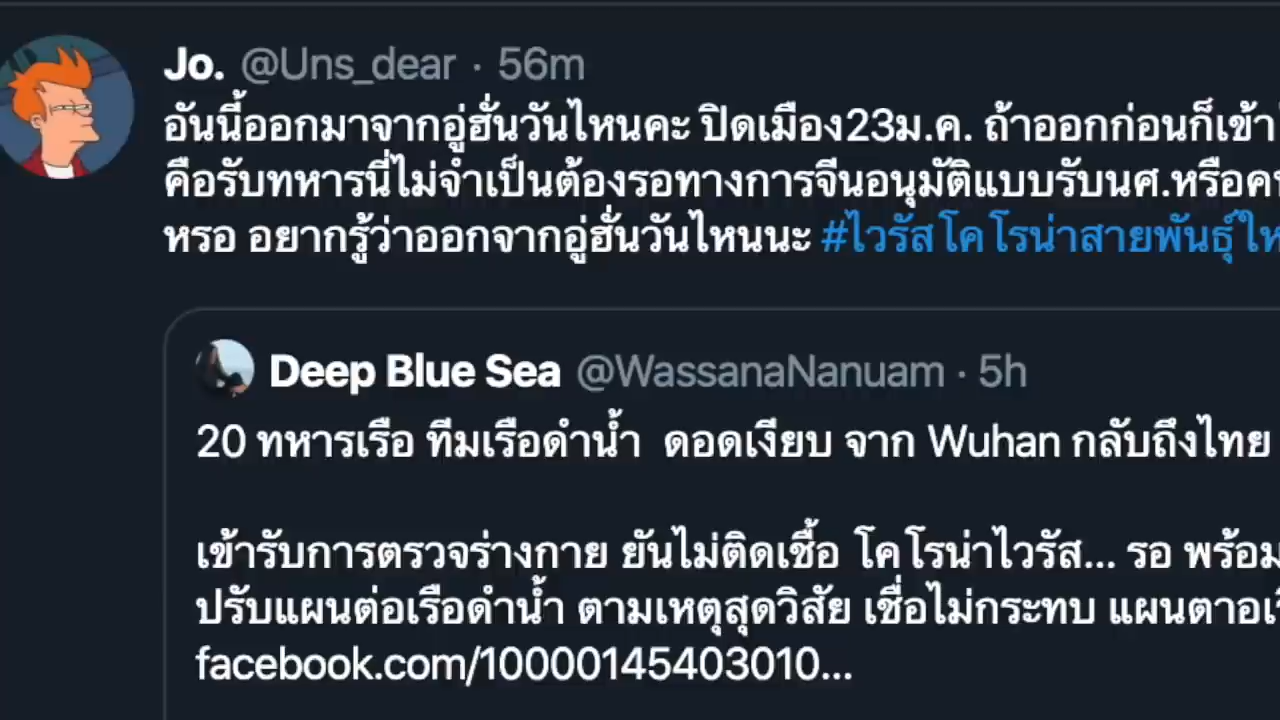 Jo. @Uns_dear · 56m
อันนี้ออกมาจากอู่ฮั่นวันไหนคะ ปิดเมือง23ม.ค. ถ้าออกก่อนก็เข้า
คือรับทหารนี่ไม่จำเป็นต้องรอทางการจีนอนุมัติแบบรับนศ.หรือ
หรอ อยากรู้ว่าออกจากอู่ฮั่นวันไหนนะ #ไวรัสโคโรน่าสายพันธุ์ให
Deep Blue Sea @WassanaNanuam · 5h
20 ทหารเรือ ทีมเรือดำน้ำ ดอดเงียบ จาก Wuhan กลับถึงไทย
เข้ารับการตรวจร่างกาย ยันไม่ติดเชื้อ โคโรน่าไวรัส... รอ พร้อม
ปรับแผนต่อเรือดำน้ำ ตามเหตุสุดวิสัย เชื่อไม่กระทบ
facebook.com/10000145403010...